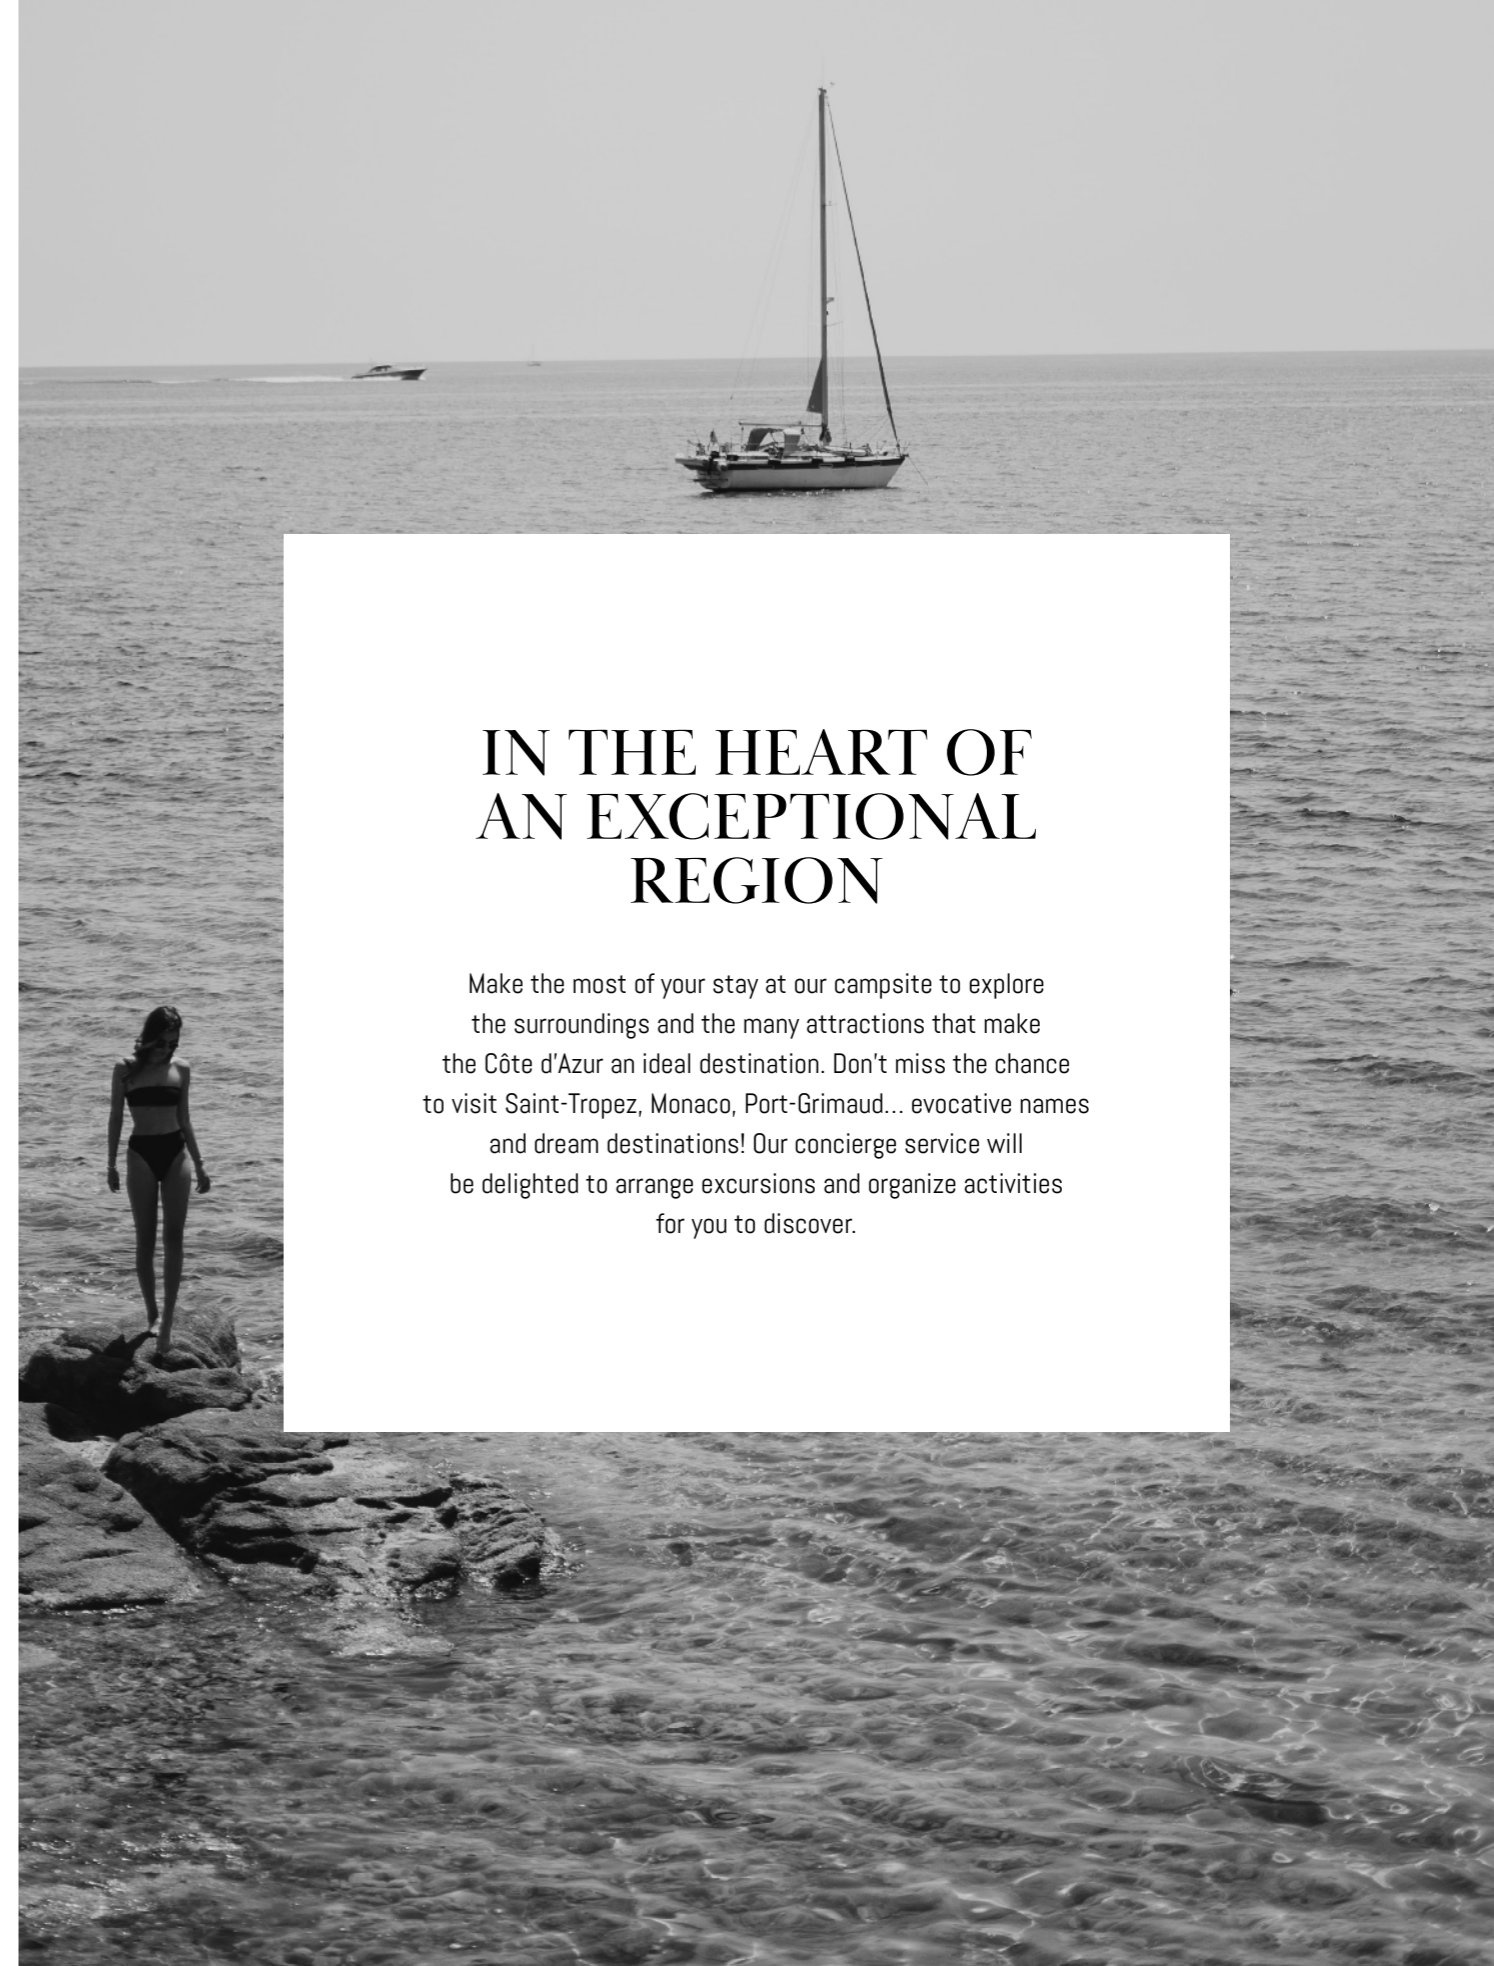 IN THE HEART OF
AN EXCEPTIONAL
REGION
Make the most of your stay at our campsite to explore
the surroundings and the many attractions that make
the Côte d'Azur an ideal destination. Don't miss the chance
to visit Saint-Tropez, Monaco, Port-Grimaud... evocative names
and dream destinations! Our concierge service will
be delighted to arrange excursions and organize activities
for you to discover.